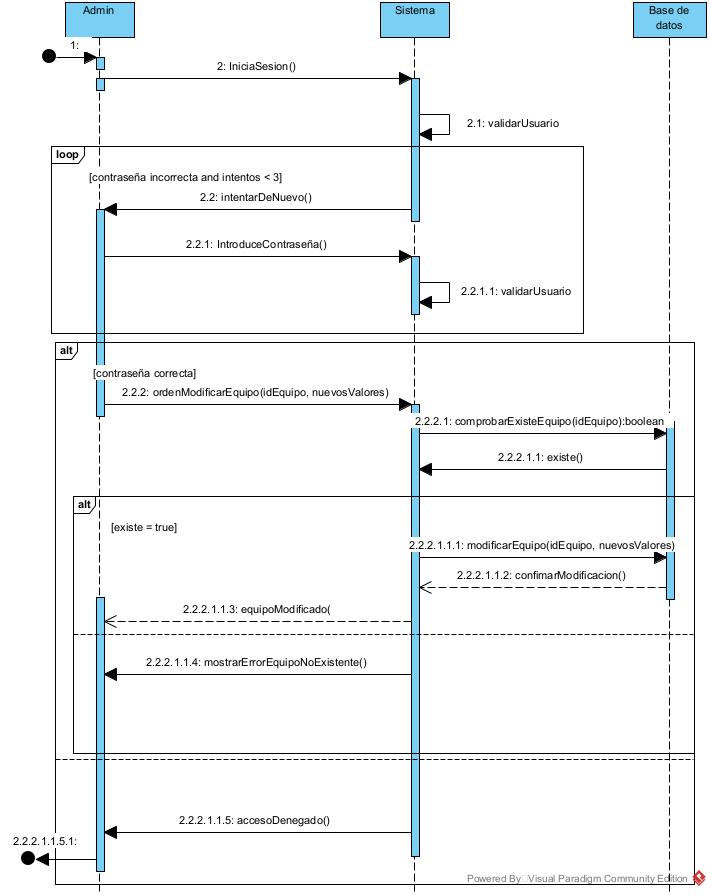 Admin
Sistema
Base de
datos
1:
2: IniciaSesion()
2.1: validarUsuario
loop
[contraseña incorrecta and intentos < 3]
2.2: intentarDeNuevo()
2.2.1: IntroduceContraseña()
2.2.1.1: validarUsuario
alt
[contraseña correcta]
2.2.2: ordenModificarEquipo(idEquipo, nuevosValores)
2.2.2.1: comprobarExisteEquipo(idEquipo):boolean
2.2.2.1.1: existe()
alt
[existe = true]
2.2.2.1.1.1: modificarEquipo(idEquipo, nuevosValores)
2.2.2.1.1.2: confimarModificacion()
2.2.2.1.1.3: equipoModificado(
2.2.2.1.1.4: mostrarErrorEquipoNoExistente()
2.2.2.1.1.5: accesoDenegado()
2.2.2.1.1.5.1:
Powered By Visual Paradigm Community Edition